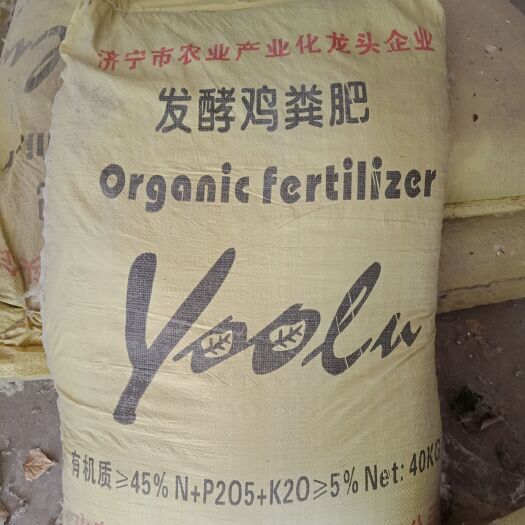 济宁市农业产业化龙头企业
发酵鸡粪肥
Organic fertilizer
Yoolu
有机质≥45% N+P2O5+K2O≥5% Net: 40KG